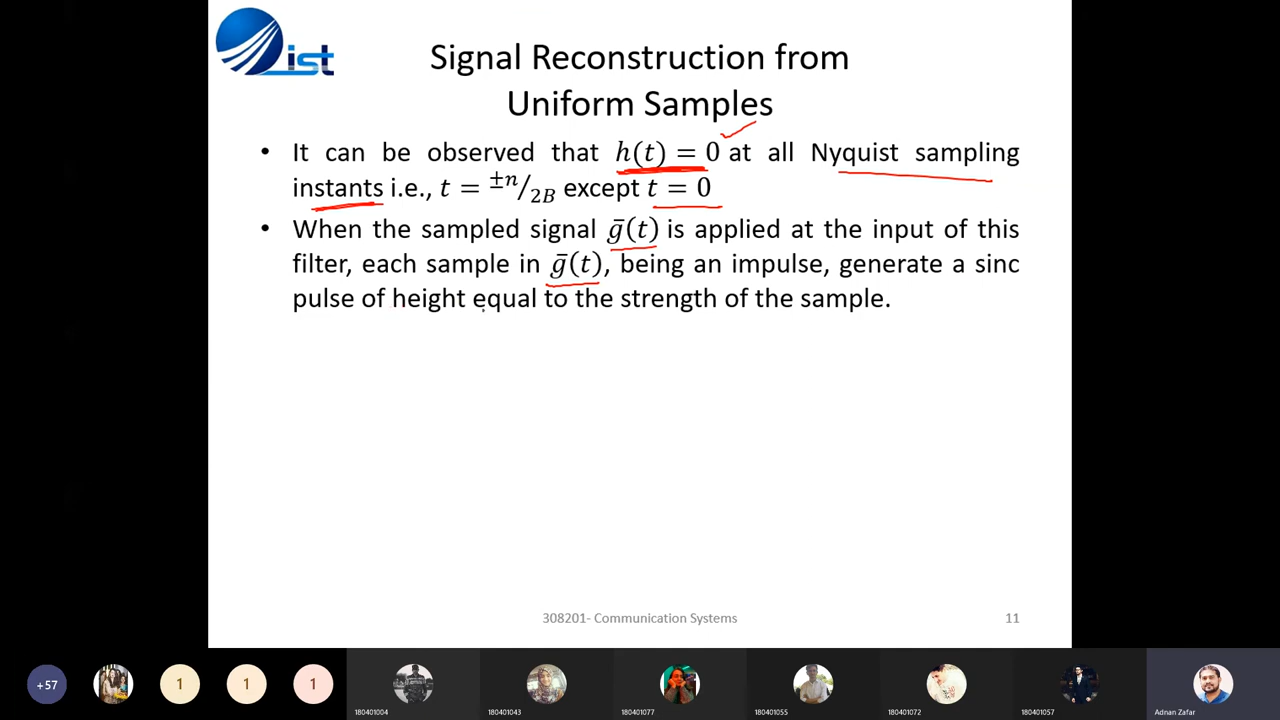 ist
Signal Reconstruction from
Uniform Samples
• It can be observed that h(t) = 0 at all Nyquist sampling
instants i.e., t = ±n/2B except t = 0
• When the sampled signal ḡ(t) is applied at the input of this
filter, each sample in ḡ(t), being an impulse, generate a sinc
pulse of height equal to the strength of the sample.
308201- Communication Systems 11
+57 1 1 1
180401004 180401043 180401077 180401055 180401072 180401057 Adnan Zafar